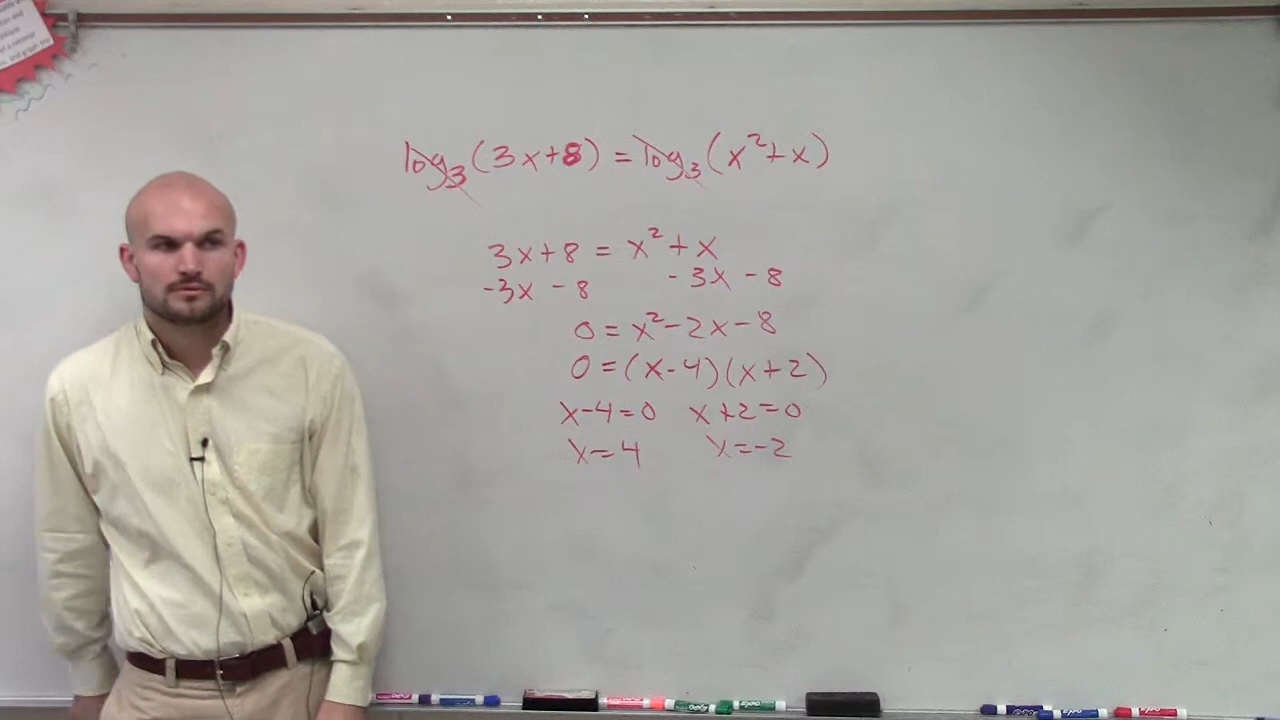 log₃(3x+8) = log₃(x²+x)
3x+8 = x²+x
-3x - 8 -3x - 8
0 = x²-2x-8
0 = (x-4)(x+2)
x-4=0 x+2=0
x=4 x=-2